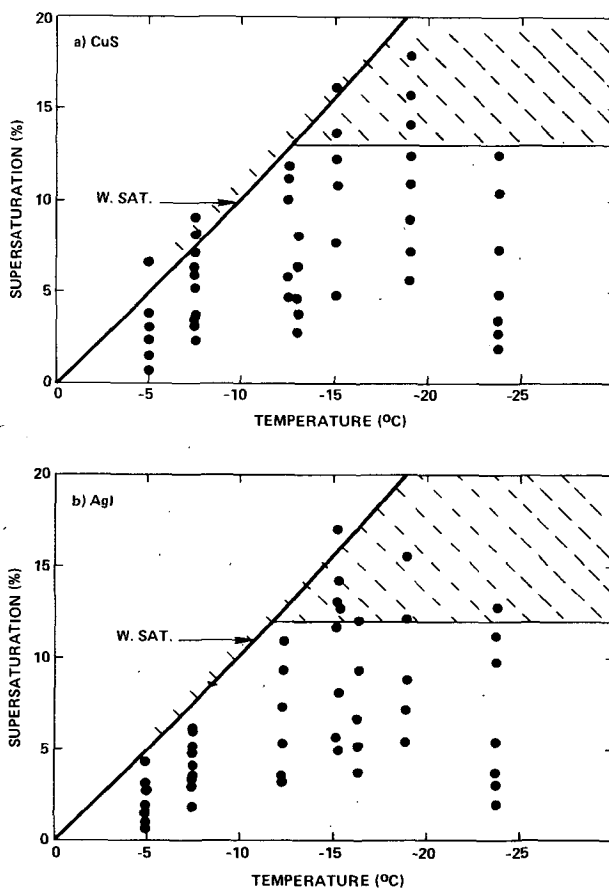 20
a) CuS
15
W. SAT.
10
5
0
SUPERSATURATION (%)
0 -5 -10 -15 -20 -25
TEMPERATURE (°C)
20
b) AgI
15
W. SAT.
10
5
0
SUPERSATURATION (%)
0 -5 -10 -15 -20 -25
TEMPERATURE (°C)